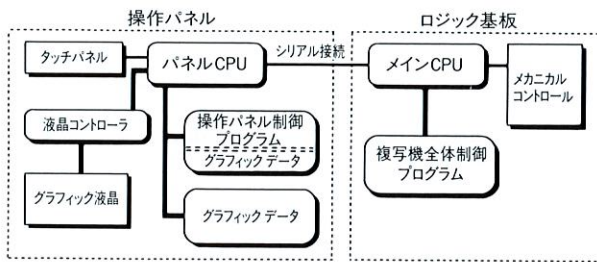 操作パネル
ロジック基板
タッチパネル
パネルCPU
シリアル接続
メインCPU
メカニカル
コントロール
液晶コントローラ
操作パネル制御
プログラム
グラフィックデータ
複写機全体制御
プログラム
グラフィック液晶
グラフィックデータ